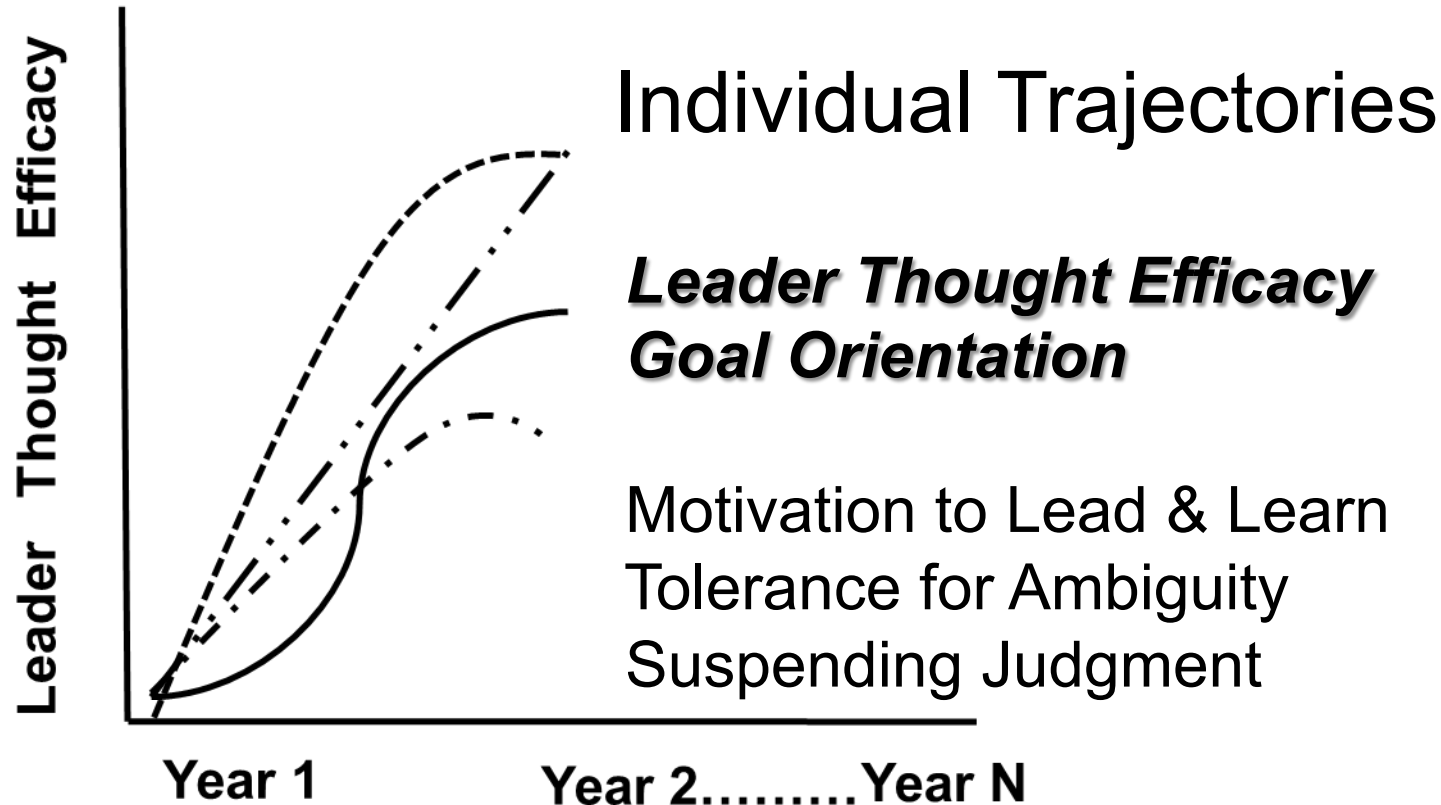 Individual Trajectories
Leader Thought Efficacy
Leader Thought Efficacy
Goal Orientation
Motivation to Lead & Learn
Tolerance for Ambiguity
Suspending Judgment
Year 1 Year 2.........Year N